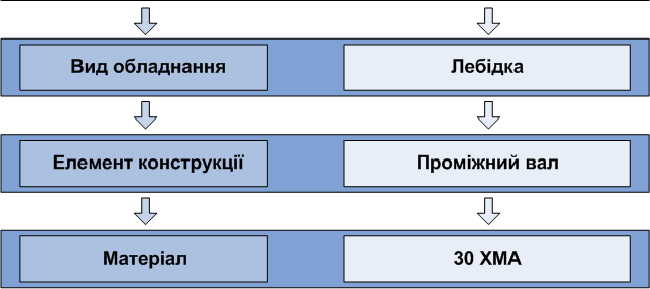 Вид обладнання
Лебідка
Елемент конструкції
Проміжний вал
Матеріал
30 ХМА